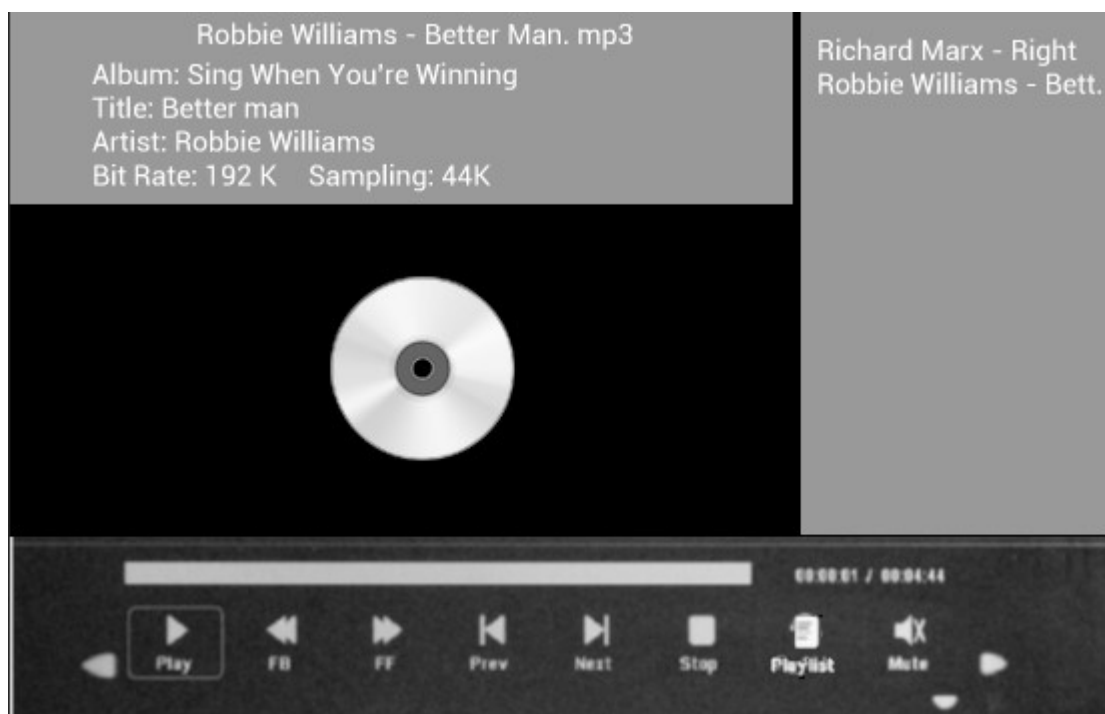 Robbie Williams - Better Man. mp3
Album: Sing When You're Winning
Title: Better man
Artist: Robbie Williams
Bit Rate: 192 K Sampling: 44K
Richard Marx - Right
Robbie Williams - Bett.
00:00:01 / 00:04:44
Play FB FF Prev Next Stop Playlist Mute